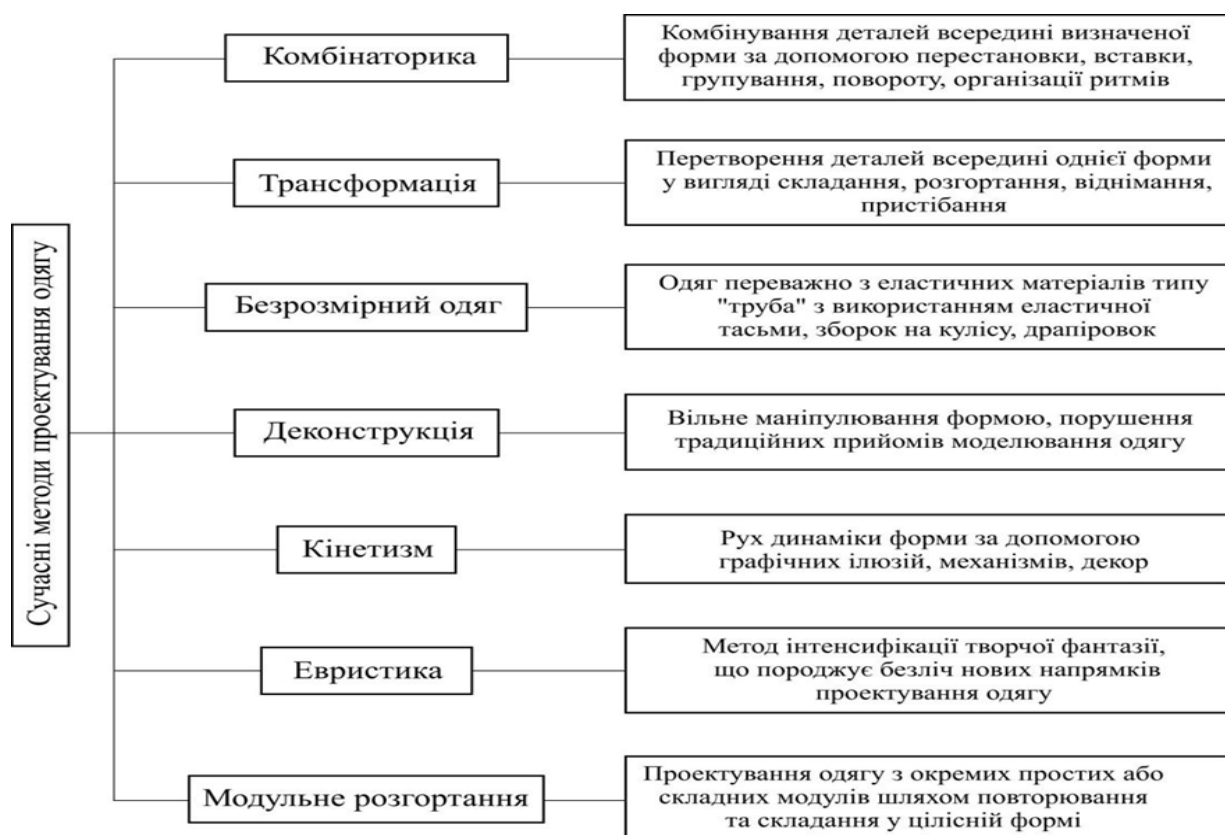 Сучасні методи проектування одягу
Комбінаторика
Комбінування деталей всередині визначеної
форми за допомогою перестановки, вставки,
групування, повороту, організації ритмів
Трансформація
Перетворення деталей всередині однієї форми
у вигляді складання, розгортання, віднімання,
пристібання
Безрозмірний одяг
Одяг переважно з еластичних матеріалів типу
"труба" з використанням еластичної
тасьми, зборок на кулісу, драпіровок
Деконструкція
Вільне маніпулювання формою, порушення
традиційних прийомів моделювання одягу
Кінетизм
Рух динаміки форми за допомогою
графічних ілюзій, механізмів, декор
Евристика
Метод інтенсифікації творчої фантазії,
що породжує безліч нових напрямків
проектування одягу
Модульне розгортання
Проектування одягу з окремих простих або
складних модулів шляхом повторювання
та складання у цілісній формі